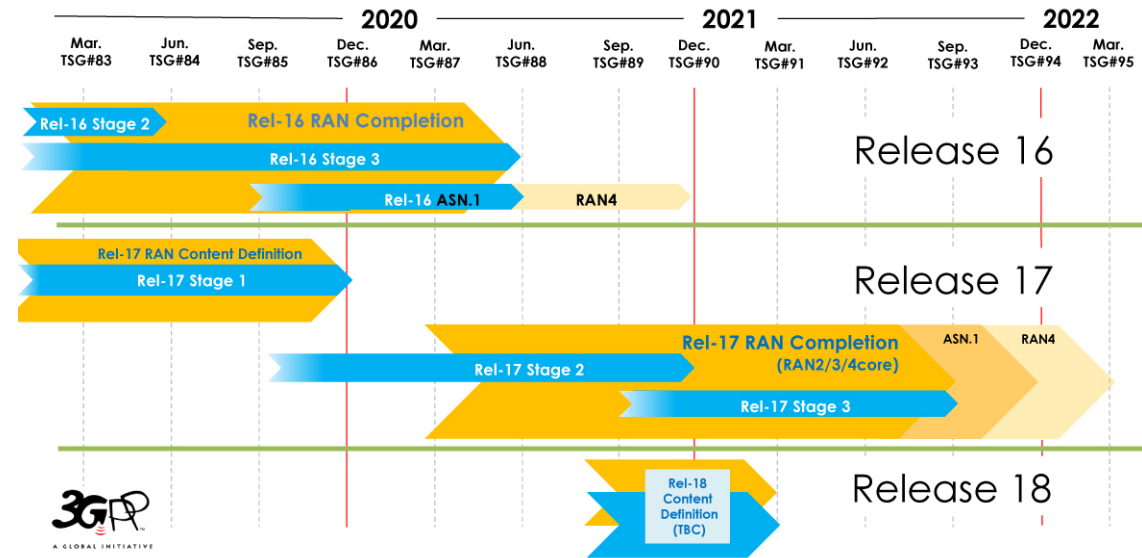 2020 2021 2022
Mar. Jun. Sep. Dec. Mar. Jun. Sep. Dec. Mar. Jun. Sep. Dec. Mar.
TSG#83 TSG#84 TSG#85 TSG#86 TSG#87 TSG#88 TSG#89 TSG#90 TSG#91 TSG#92 TSG#93 TSG#94 TSG#95
Rel-16 Stage 2 Rel-16 RAN Completion
Release 16
Rel-16 Stage 3
Rel-16 ASN.1 RAN4
Rel-17 RAN Content Definition
Rel-17 Stage 1
Release 17
Rel-17 RAN Completion ASN.1 RAN4
(RAN2/3/4core)
Rel-17 Stage 2
Rel-17 Stage 3
Rel-18
Content
Definition
(TBC)
Release 18
3GPP™
A GLOBAL INITIATIVE